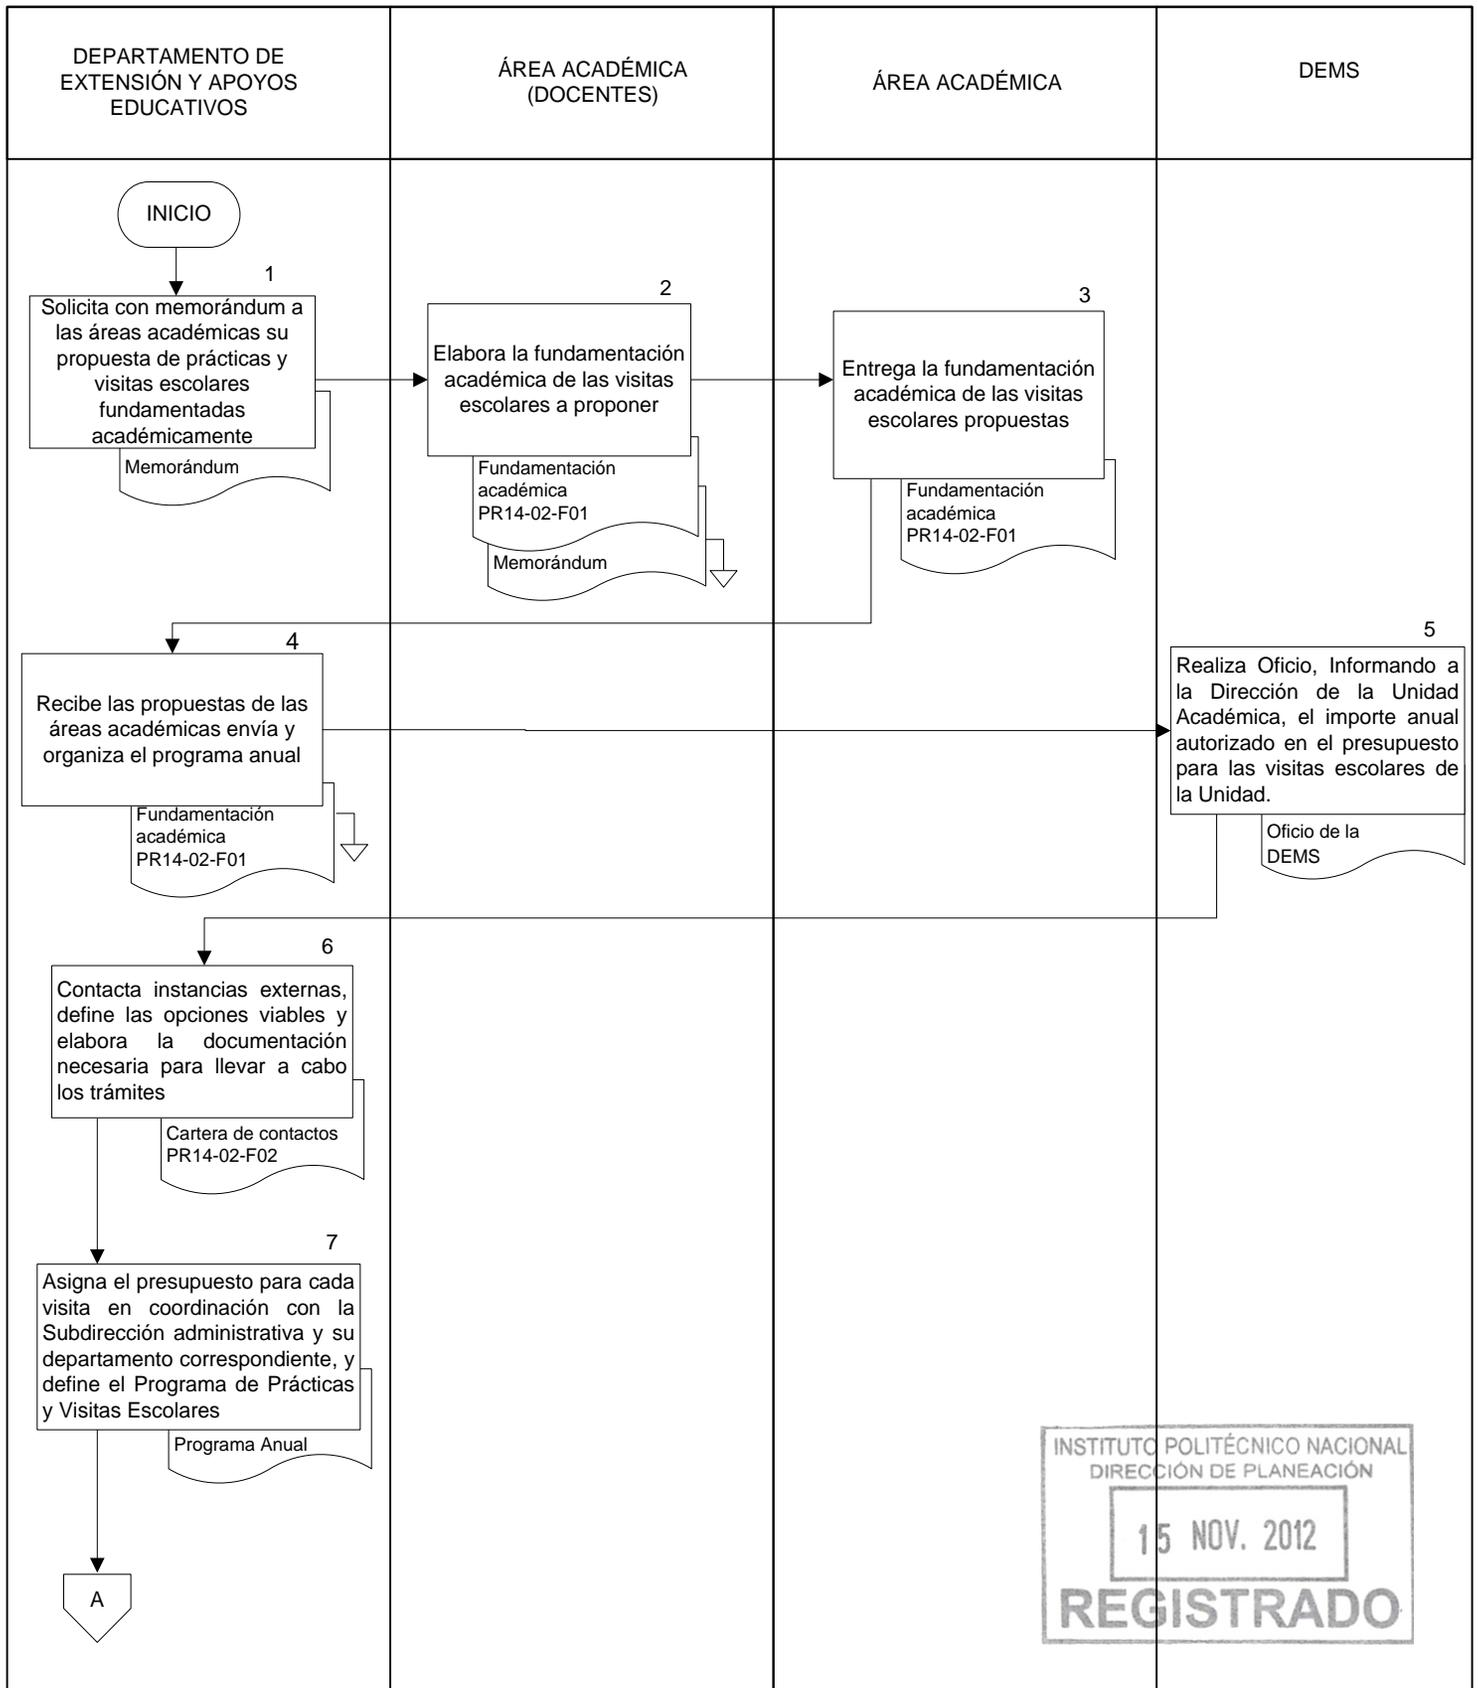 DEPARTAMENTO DE
EXTENSIÓN Y APOYOS
EDUCATIVOS
ÁREA ACADÉMICA
(DOCENTES)
ÁREA ACADÉMICA
DEMS
INICIO
1
Solicita con memorándum a
las áreas académicas su
propuesta de prácticas y
visitas escolares
fundamentadas
académicamente
Memorándum
2
Elabora la fundamentación
académica de las visitas
escolares a proponer
Fundamentación
académica
PR14-02-F01
Memorándum
3
Entrega la fundamentación
académica de las visitas
escolares propuestas
Fundamentación
académica
PR14-02-F01
4
Recibe las propuestas de las
áreas académicas envía y
organiza el programa anual
Fundamentación
académica
PR14-02-F01
5
Realiza Oficio, Informando a
la Dirección de la Unidad
Académica, el importe anual
autorizado en el presupuesto
para las visitas escolares de
la Unidad.
Oficio de la
DEMS
6
Contacta instancias externas,
define las opciones viables y
elabora la documentación
necesaria para llevar a cabo
los trámites
Cartera de contactos
PR14-02-F02
7
Asigna el presupuesto para cada
visita en coordinación con la
Subdirección administrativa y su
departamento correspondiente, y
define el Programa de Prácticas
y Visitas Escolares
Programa Anual
A
INSTITUTO POLITÉCNICO NACIONAL
DIRECCIÓN DE PLANEACIÓN
15 NOV. 2012
REGISTRADO